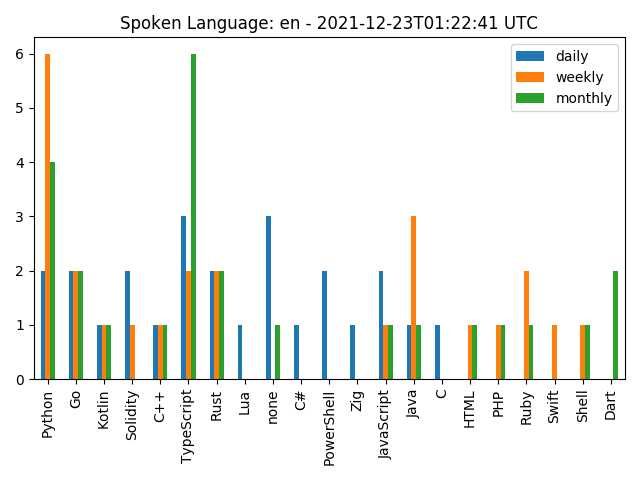 Spoken Language: en - 2021-12-23T01:22:41 UTC
daily
weekly
monthly
6
5
4
3
2
1
0
Python
Go
Kotlin
Solidity
C++
TypeScript
Rust
Lua
none
C#
PowerShell
Zig
JavaScript
Java
C
HTML
PHP
Ruby
Swift
Shell
Dart